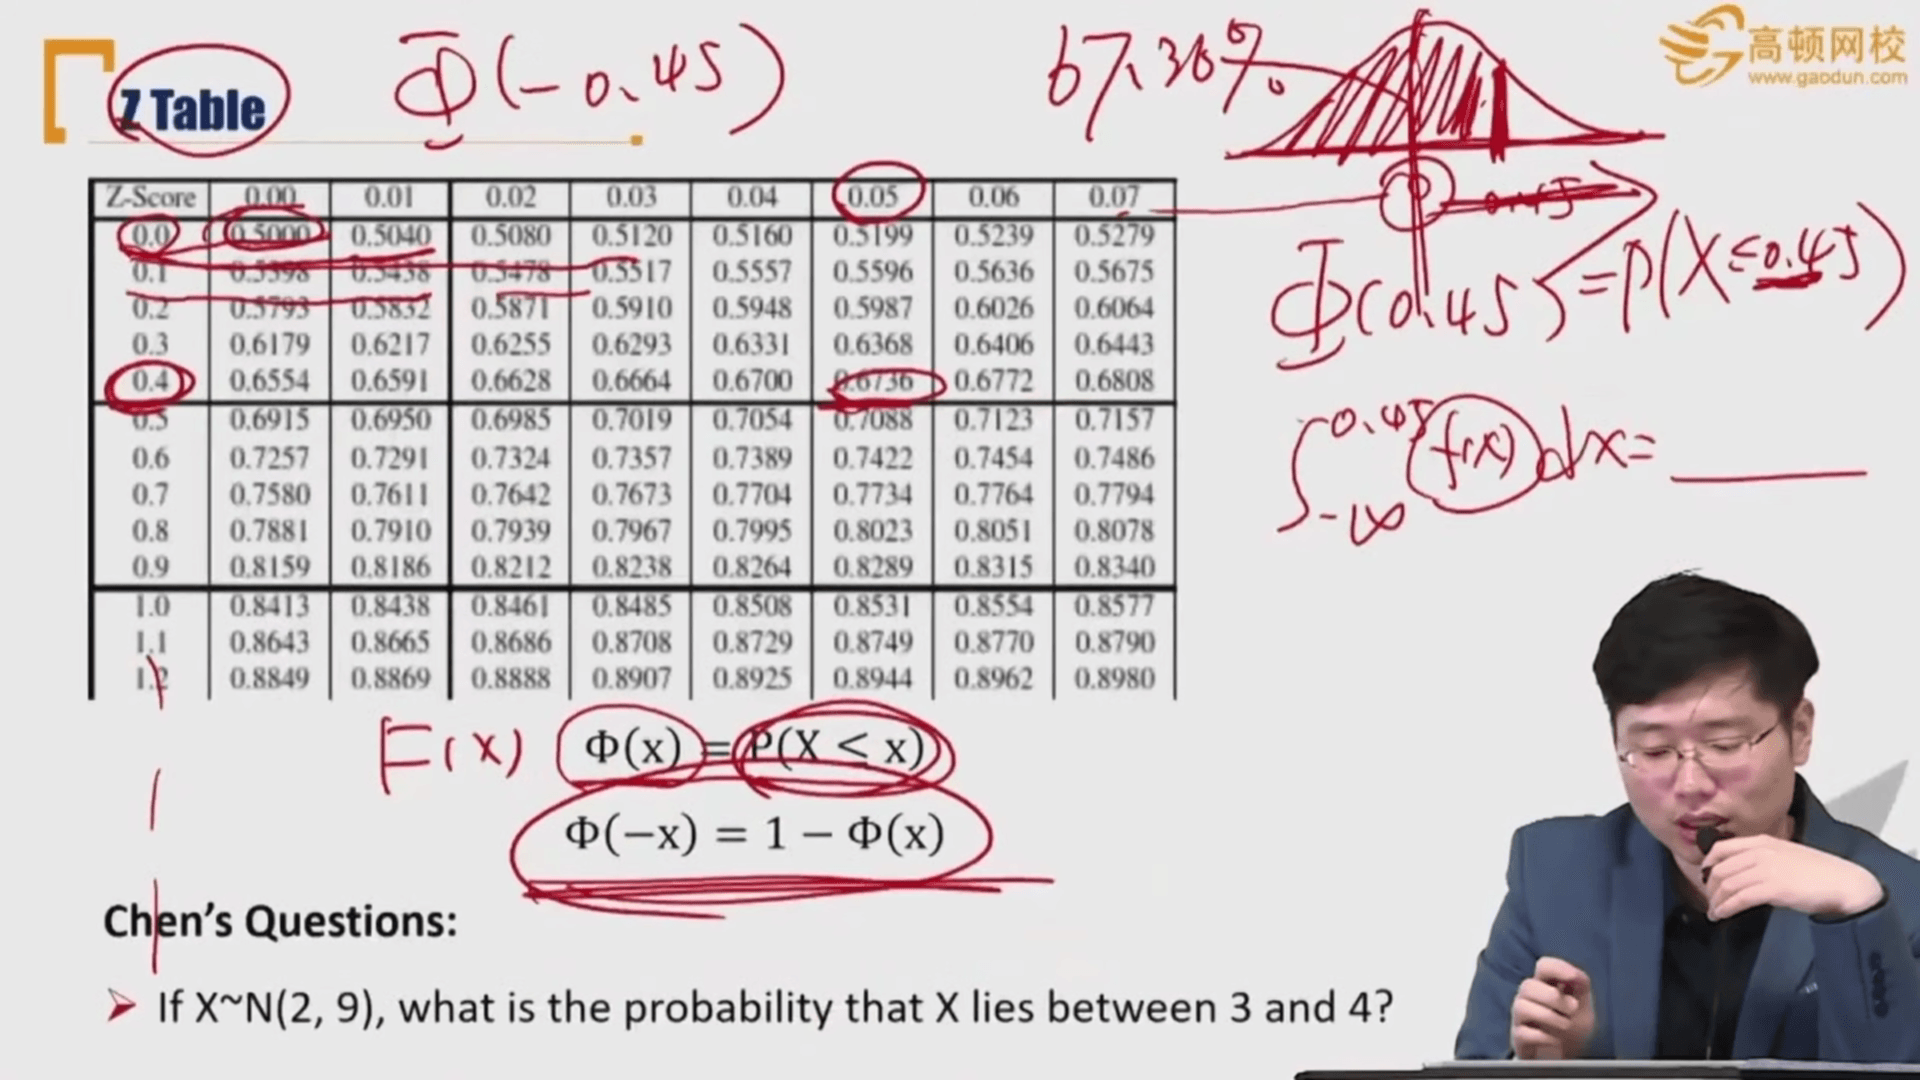 Z Table
Φ(-0.45)
67.36%
高顿网校
www.gaodun.com
Z-Score 0.00 0.01 0.02 0.03 0.04 0.05 0.06 0.07
0.0 0.5000 0.5040 0.5080 0.5120 0.5160 0.5199 0.5239 0.5279
0.1 0.5398 0.5438 0.5478 0.5517 0.5557 0.5596 0.5636 0.5675
0.2 0.5793 0.5832 0.5871 0.5910 0.5948 0.5987 0.6026 0.6064
0.3 0.6179 0.6217 0.6255 0.6293 0.6331 0.6368 0.6406 0.6443
0.4 0.6554 0.6591 0.6628 0.6664 0.6700 0.6736 0.6772 0.6808
0.5 0.6915 0.6950 0.6985 0.7019 0.7054 0.7088 0.7123 0.7157
0.6 0.7257 0.7291 0.7324 0.7357 0.7389 0.7422 0.7454 0.7486
0.7 0.7580 0.7611 0.7642 0.7673 0.7704 0.7734 0.7764 0.7794
0.8 0.7881 0.7910 0.7939 0.7967 0.7995 0.8023 0.8051 0.8078
0.9 0.8159 0.8186 0.8212 0.8238 0.8264 0.8289 0.8315 0.8340
1.0 0.8413 0.8438 0.8461 0.8485 0.8508 0.8531 0.8554 0.8577
1.1 0.8643 0.8665 0.8686 0.8708 0.8729 0.8749 0.8770 0.8790
1.2 0.8849 0.8869 0.8888 0.8907 0.8925 0.8944 0.8962 0.8980
0
0.45
Φ(0.45)=P(X≤0.45)
∫-∞0.45 f(x)dx=
F(x) Φ(x) = P(X < x)
Φ(−x) = 1 − Φ(x)
Chen's Questions:
If X~N(2, 9), what is the probability that X lies between 3 and 4?